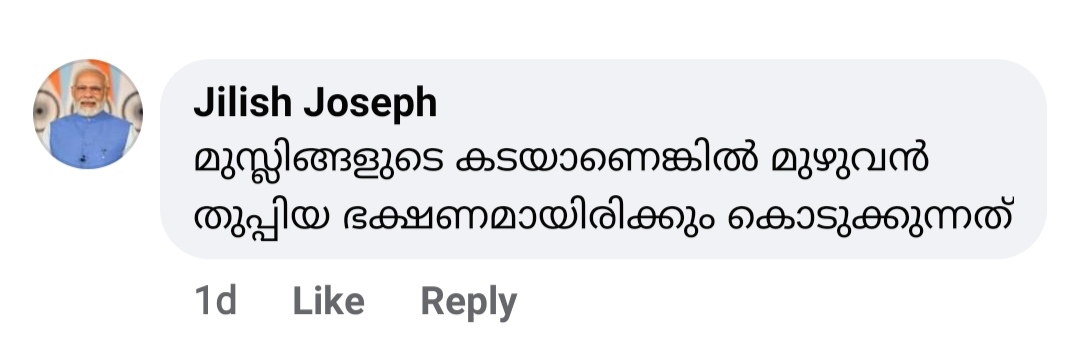 Jilish Joseph
മുസ്ലിങ്ങളുടെ കടയാണെങ്കിൽ മുഴുവൻ
തുപ്പിയ ഭക്ഷണമായിരിക്കും കൊടുക്കുന്നത്
1d Like Reply